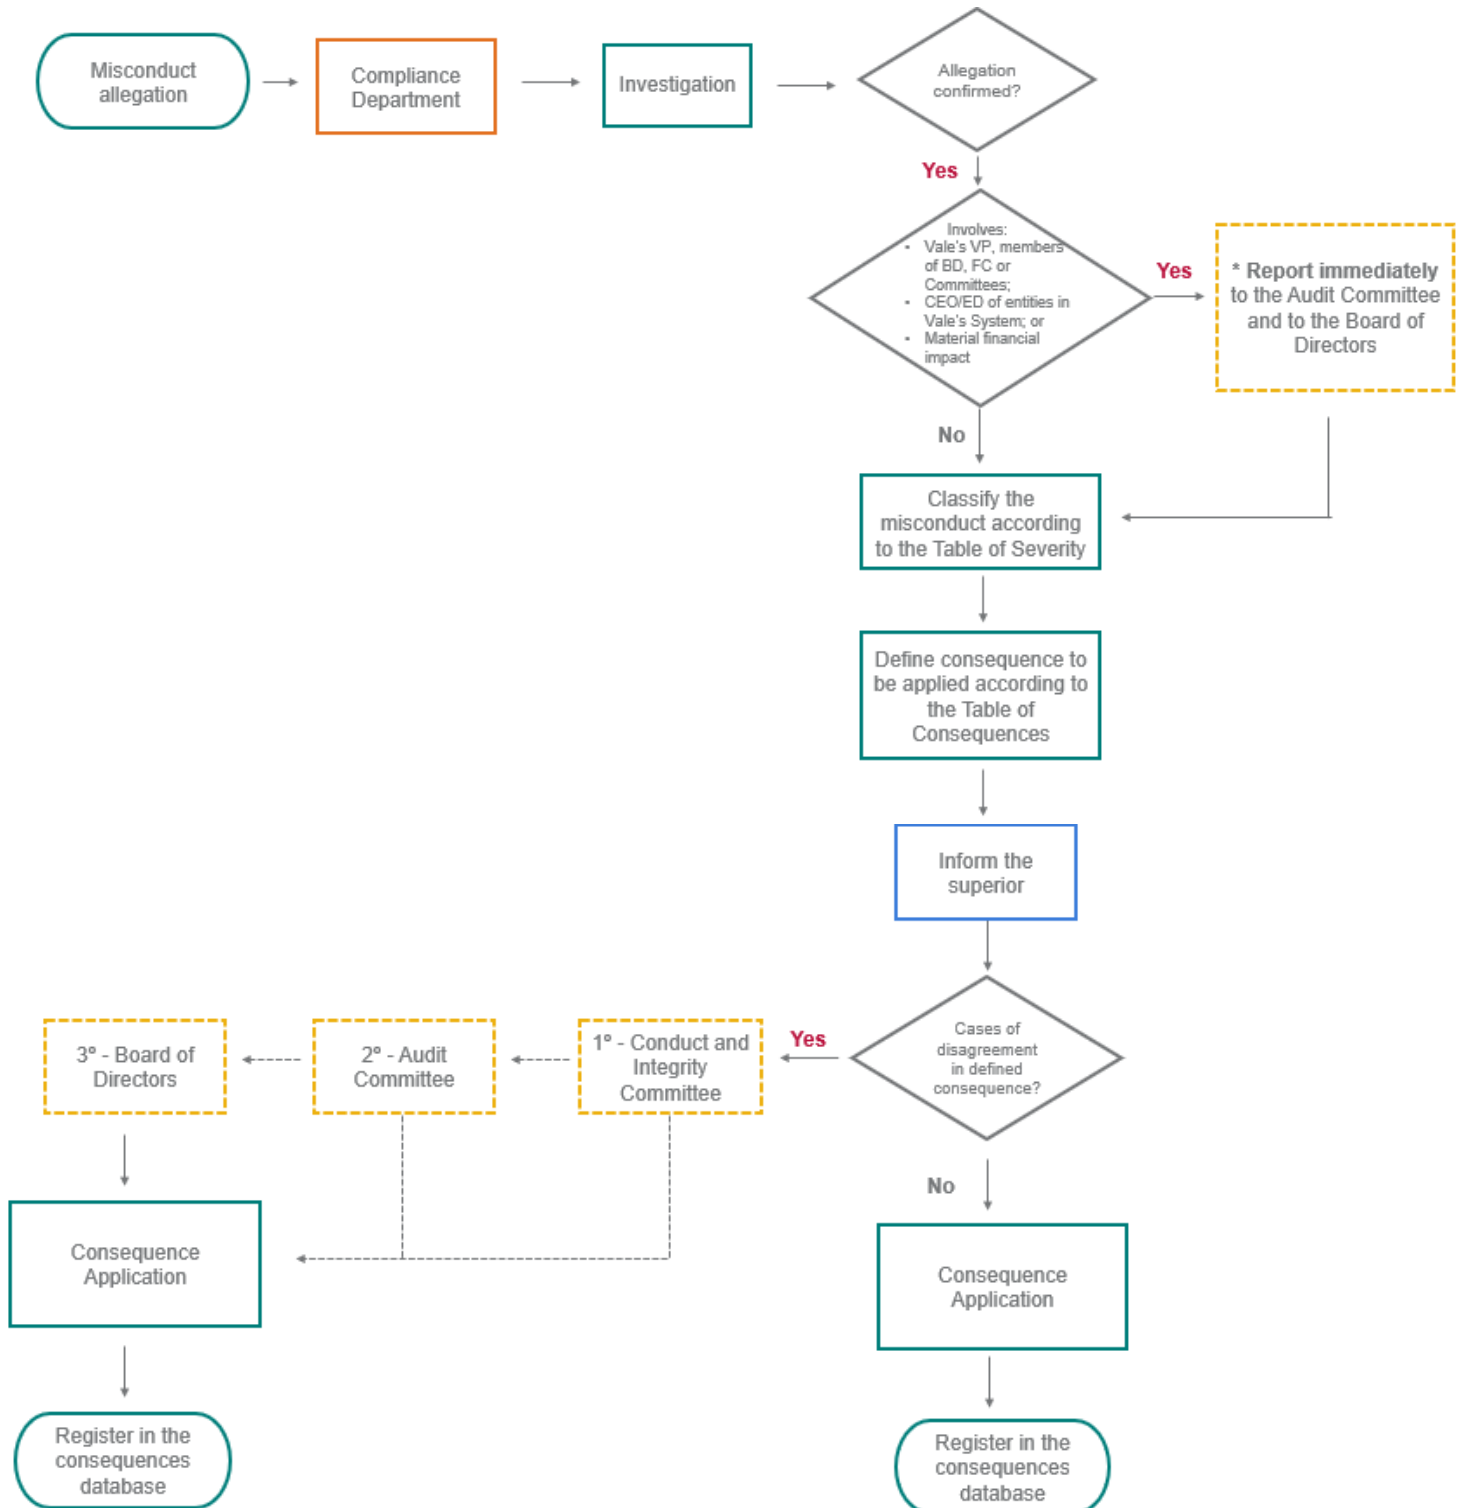 Misconduct
allegation
Compliance
Department
Investigation
Allegation
confirmed?
Yes
Involves:
▪ Vale's VP, members
of BD, FC or
Committees;
▪ CEO/ED of entities in
Vale's System; or
▪ Material financial
impact
Yes
* Report immediately
to the Audit Committee
and to the Board of
Directors
No
Classify the
misconduct according
to the Table of Severity
Define consequence to
be applied according to
the Table of
Consequences
Inform the
superior
Cases of
disagreement
in defined
consequence?
Yes
1º - Conduct and
Integrity
Committee
2º - Audit
Committee
3º - Board of
Directors
Consequence
Application
Register in the
consequences
database
No
Consequence
Application
Register in the
consequences
database